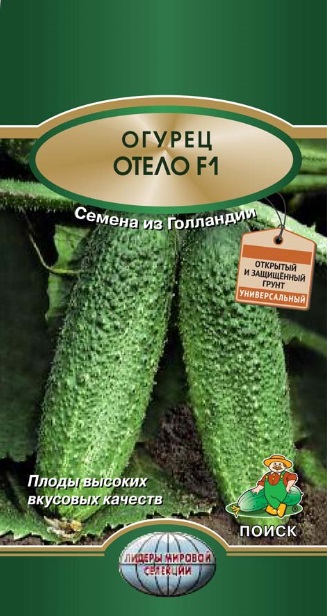 ОГУРЕЦ
ОТЕЛО F1
Семена из Голландии
ОТКРЫТЫЙ
И ЗАЩИЩЁННЫЙ
ГРУНТ
УНИВЕРСАЛЬНЫЙ
Плоды высоких
вкусовых качеств
ПОИСК
ЛИДЕРЫ МИРОВОЙ
СЕЛЕКЦИИ